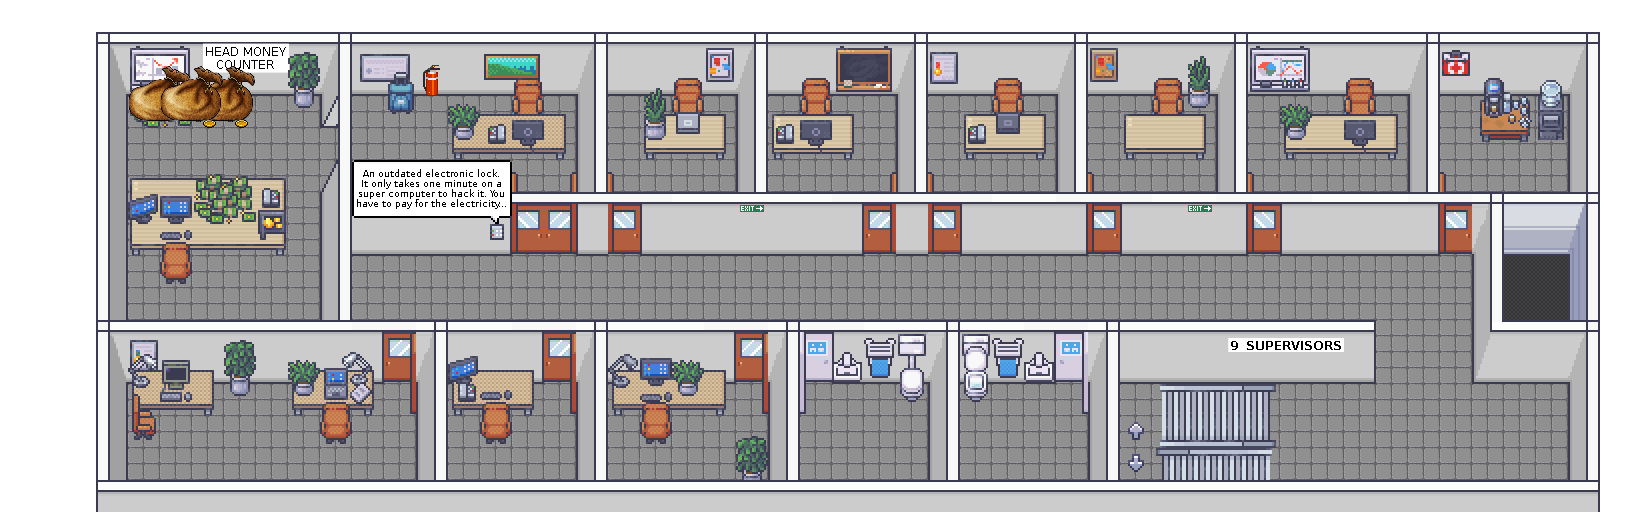 HEAD MONEY
COUNTER
An outdated electronic lock.
It only takes one minute on a
super computer to hack it. You
have to pay for the electricity..
EXIT→
EXIT→
9 SUPERVISORS